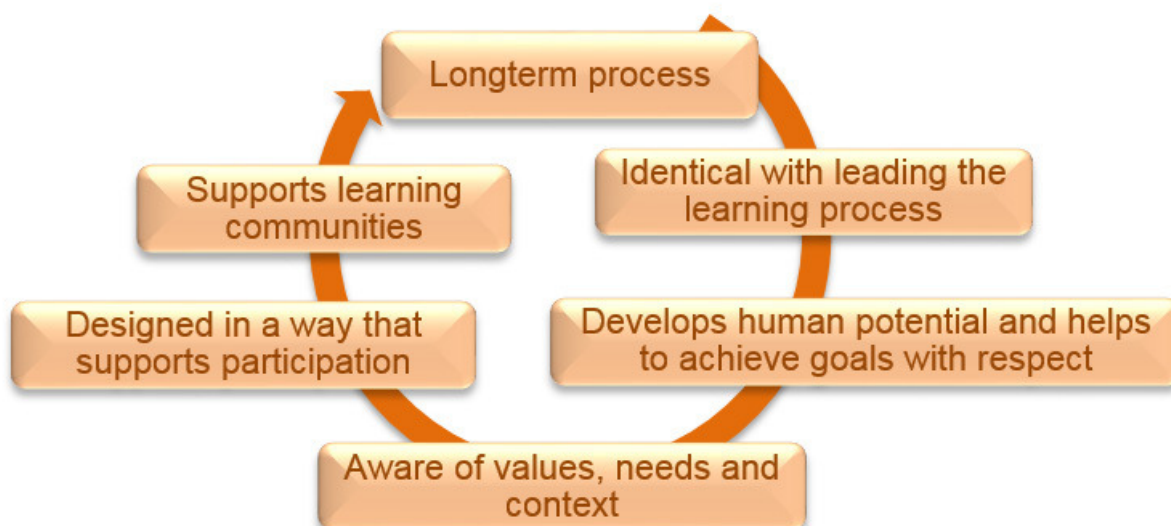 Longterm process
Identical with leading the
learning process
Develops human potential and helps
to achieve goals with respect
Aware of values, needs and
context
Designed in a way that
supports participation
Supports learning
communities